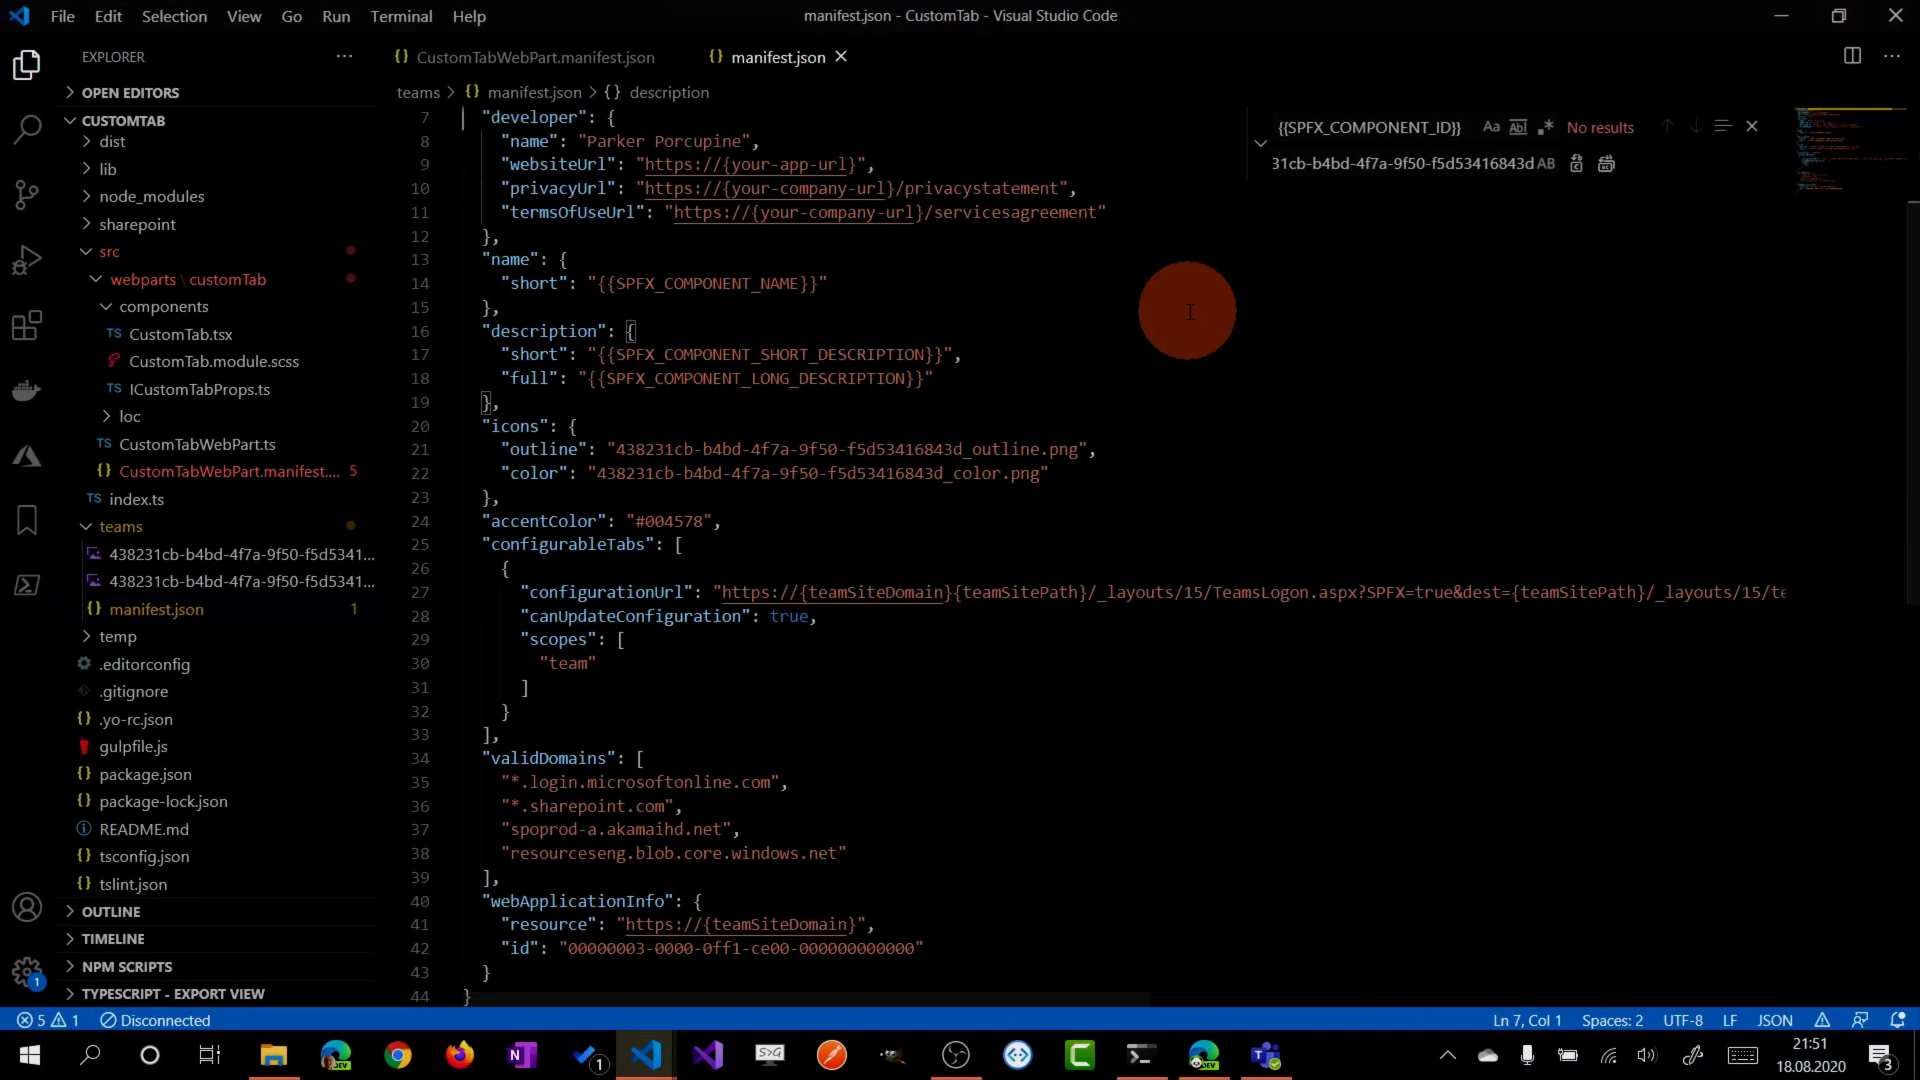 File Edit Selection View Go Run Terminal Help
manifest.json - CustomTab - Visual Studio Code
EXPLORER
OPEN EDITORS
CUSTOMTAB
dist
lib
node_modules
sharepoint
src
webparts \ customTab
components
TS CustomTab.tsx
CustomTab.module.scss
TS ICustomTabProps.ts
loc
TS CustomTabWebPart.ts
{} CustomTabWebPart.manifest.... 5
TS index.ts
teams
438231cb-b4bd-4f7a-9f50-f5d5341...
438231cb-b4bd-4f7a-9f50-f5d5341...
{} manifest.json 1
temp
.editorconfig
.gitignore
{} .yo-rc.json
gulpfile.js
{} package.json
{} package-lock.json
README.md
{} tsconfig.json
{} tslint.json
OUTLINE
TIMELINE
NPM SCRIPTS
TYPESCRIPT - EXPORT VIEW
{} CustomTabWebPart.manifest.json {} manifest.json
teams > {} manifest.json > {} description
{{SPFX_COMPONENT_ID}} Aa Abl .* No results
31cb-b4bd-4f7a-9f50-f5d53416843d AB
7 "developer": {
8 "name": "Parker Porcupine",
9 "websiteUrl": "https://{your-app-url}",
10 "privacyUrl": "https://{your-company-url}/privacystatement",
11 "termsOfUseUrl": "https://{your-company-url}/servicesagreement"
12 },
13 "name": {
14 "short": "{{SPFX_COMPONENT_NAME}}"
15 },
16 "description": {
17 "short": "{{SPFX_COMPONENT_SHORT_DESCRIPTION}}",
18 "full": "{{SPFX_COMPONENT_LONG_DESCRIPTION}}"
19 },
20 "icons": {
21 "outline": "438231cb-b4bd-4f7a-9f50-f5d53416843d_outline.png",
22 "color": "438231cb-b4bd-4f7a-9f50-f5d53416843d_color.png"
23 },
24 "accentColor": "#004578",
25 "configurableTabs": [
26 {
27 "configurationUrl": "https://{teamSiteDomain}{teamSitePath}/_layouts/15/TeamsLogon.aspx?SPFX=true&dest={teamSitePath}/_layouts/15/te
28 "canUpdateConfiguration": true,
29 "scopes": [
30 "team"
31 ]
32 }
33 ],
34 "validDomains": [
35 "*.login.microsoftonline.com",
36 "*.sharepoint.com",
37 "spoprod-a.akamaihd.net",
38 "resourceseng.blob.core.windows.net"
39 ],
40 "webApplicationInfo": {
41 "resource": "https://{teamSiteDomain}",
42 "id": "00000003-0000-0ff1-ce00-000000000000"
43 }
44 }
1
5 1 Disconnected
Ln 7, Col 1 Spaces: 2 UTF-8 LF JSON
DEV N 1 S>G C DEV T
21:51
18.08.2020
3